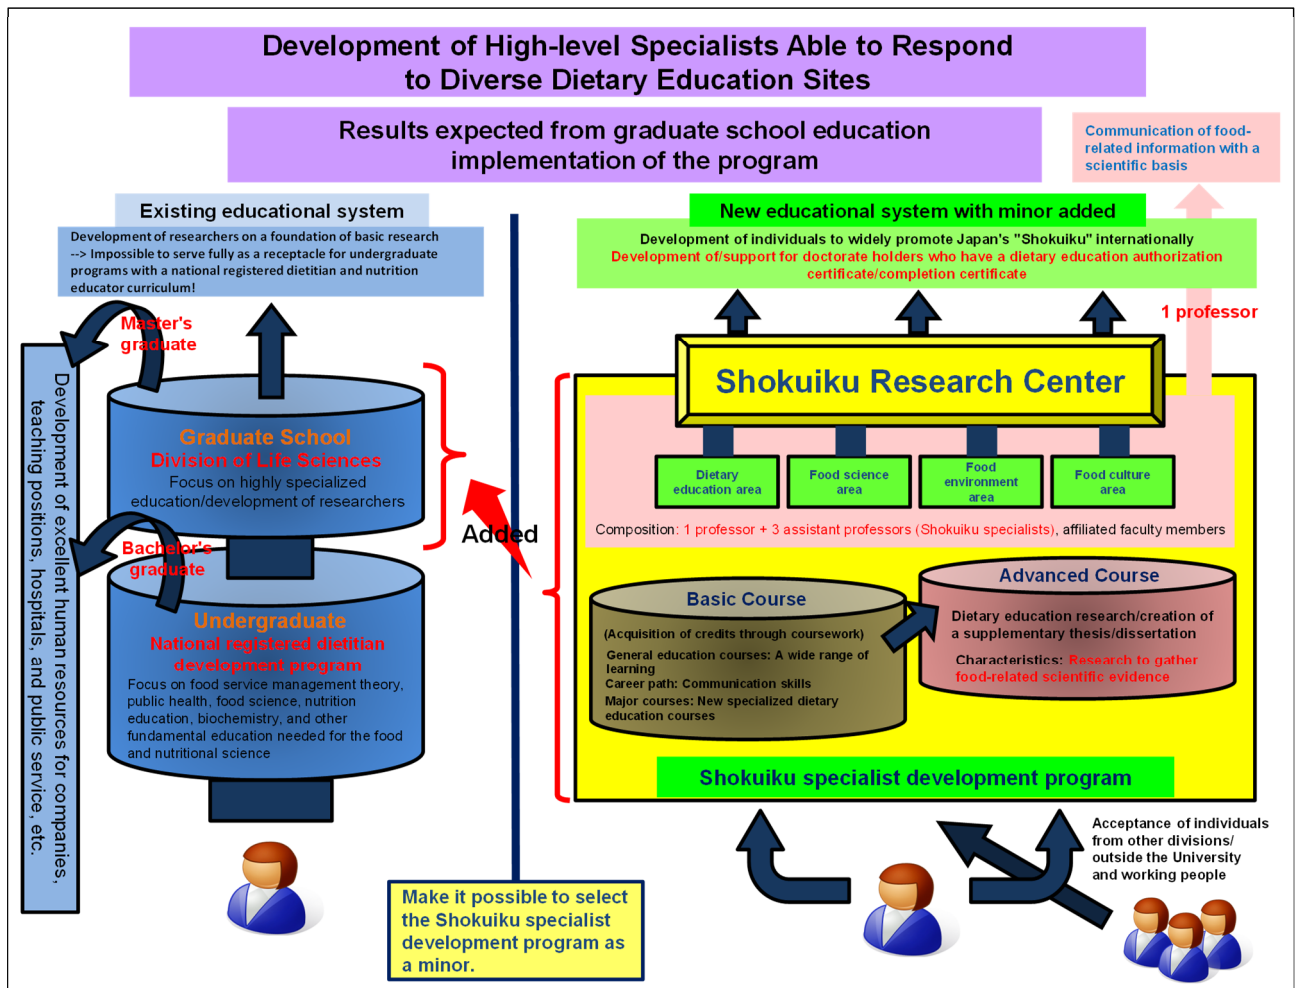 Development of High-level Specialists Able to Respond
to Diverse Dietary Education Sites
Results expected from graduate school education
implementation of the program
Communication of food-
related information with a
scientific basis
Existing educational system
Development of researchers on a foundation of basic research
--> Impossible to serve fully as a receptacle for undergraduate
programs with a national registered dietitian and nutrition
educator curriculum!
Master's
graduate
Graduate School
Division of Life Sciences
Focus on highly specialized
education/development of researchers
Bachelor's
graduate
Undergraduate
National registered dietitian
development program
Focus on food service management theory,
public health, food science, nutrition
education, biochemistry, and other
fundamental education needed for the food
and nutritional science
Development of excellent human resources for companies,
teaching positions, hospitals, and public service, etc.
Added
Make it possible to select
the Shokuiku specialist
development program as
a minor.
New educational system with minor added
Development of individuals to widely promote Japan's "Shokuiku" internationally
Development of/support for doctorate holders who have a dietary education authorization
certificate/completion certificate
1 professor
Shokuiku Research Center
Dietary
education area
Food science
area
Food
environment
area
Food culture
area
Composition: 1 professor + 3 assistant professors (Shokuiku specialists), affiliated faculty members
Basic Course
(Acquisition of credits through coursework)
General education courses: A wide range of
learning
Career path: Communication skills
Major courses: New specialized dietary
education courses
Advanced Course
Dietary education research/creation of
a supplementary thesis/dissertation
Characteristics: Research to gather
food-related scientific evidence
Shokuiku specialist development program
Acceptance of individuals
from other divisions/
outside the University
and working people